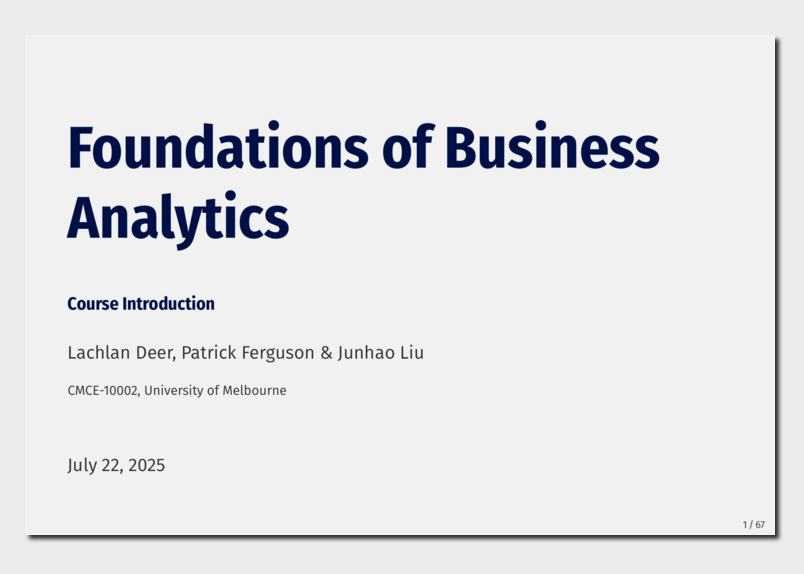 Foundations of Business
Analytics
Course Introduction
Lachlan Deer, Patrick Ferguson & Junhao Liu
CMCE-10002, University of Melbourne
July 22, 2025
1 / 67